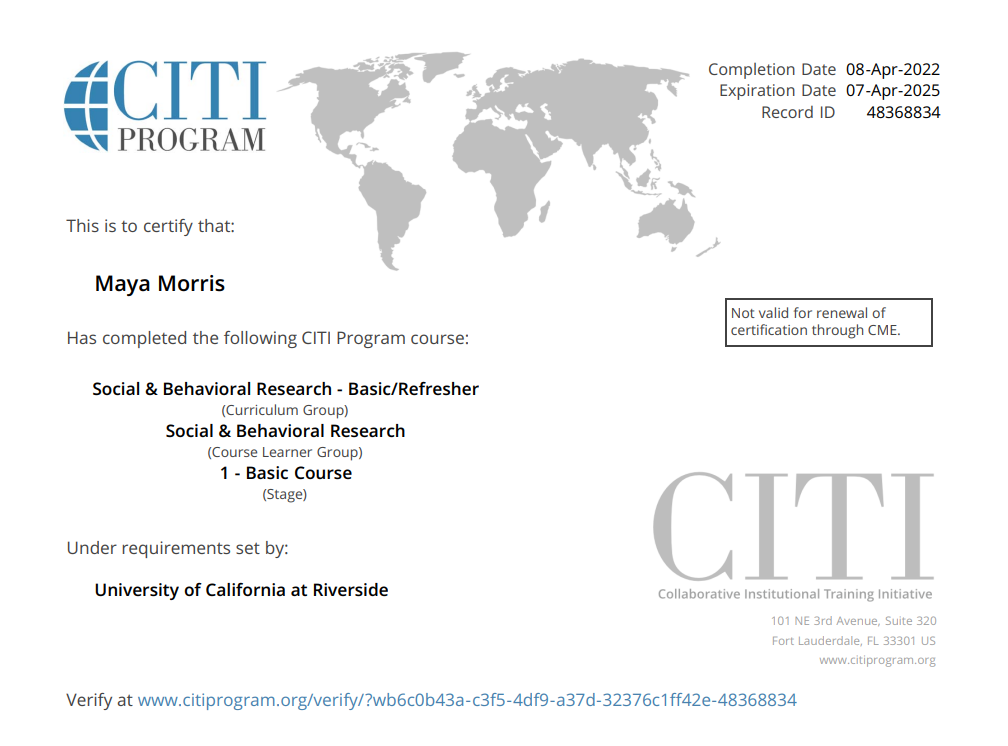 CITI
PROGRAM
Completion Date 08-Apr-2022
Expiration Date 07-Apr-2025
Record ID 48368834
This is to certify that:
Maya Morris
Not valid for renewal of
certification through CME.
Has completed the following CITI Program course:
Social & Behavioral Research - Basic/Refresher
(Curriculum Group)
Social & Behavioral Research
(Course Learner Group)
1 - Basic Course
(Stage)
Under requirements set by:
University of California at Riverside
CITI
Collaborative Institutional Training Initiative
101 NE 3rd Avenue, Suite 320
Fort Lauderdale, FL 33301 US
www.citiprogram.org
Verify at www.citiprogram.org/verify/?wb6c0b43a-c3f5-4df9-a37d-32376c1ff42e-48368834